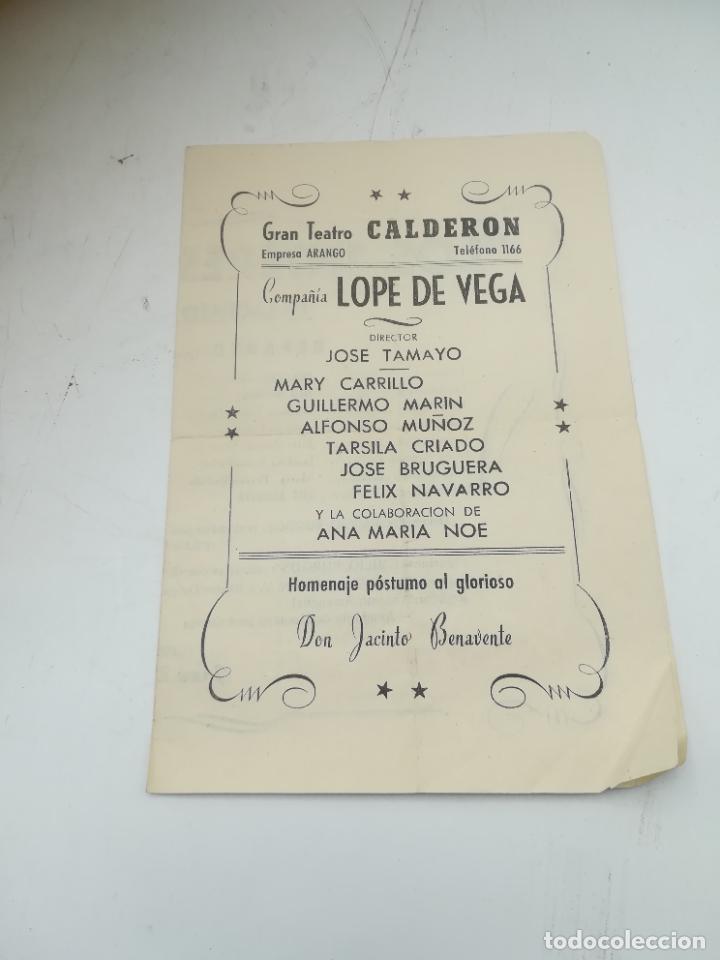 Gran Teatro CALDERON
Empresa ARANGO Teléfono 1166
Compañía LOPE DE VEGA
DIRECTOR
JOSE TAMAYO
MARY CARRILLO
GUILLERMO MARIN
ALFONSO MUÑOZ
TARSILA CRIADO
JOSE BRUGUERA
FELIX NAVARRO
Y LA COLABORACION DE
ANA MARIA NOE
Homenaje póstumo al glorioso
Don Jacinto Benavente
todocoleccion.net